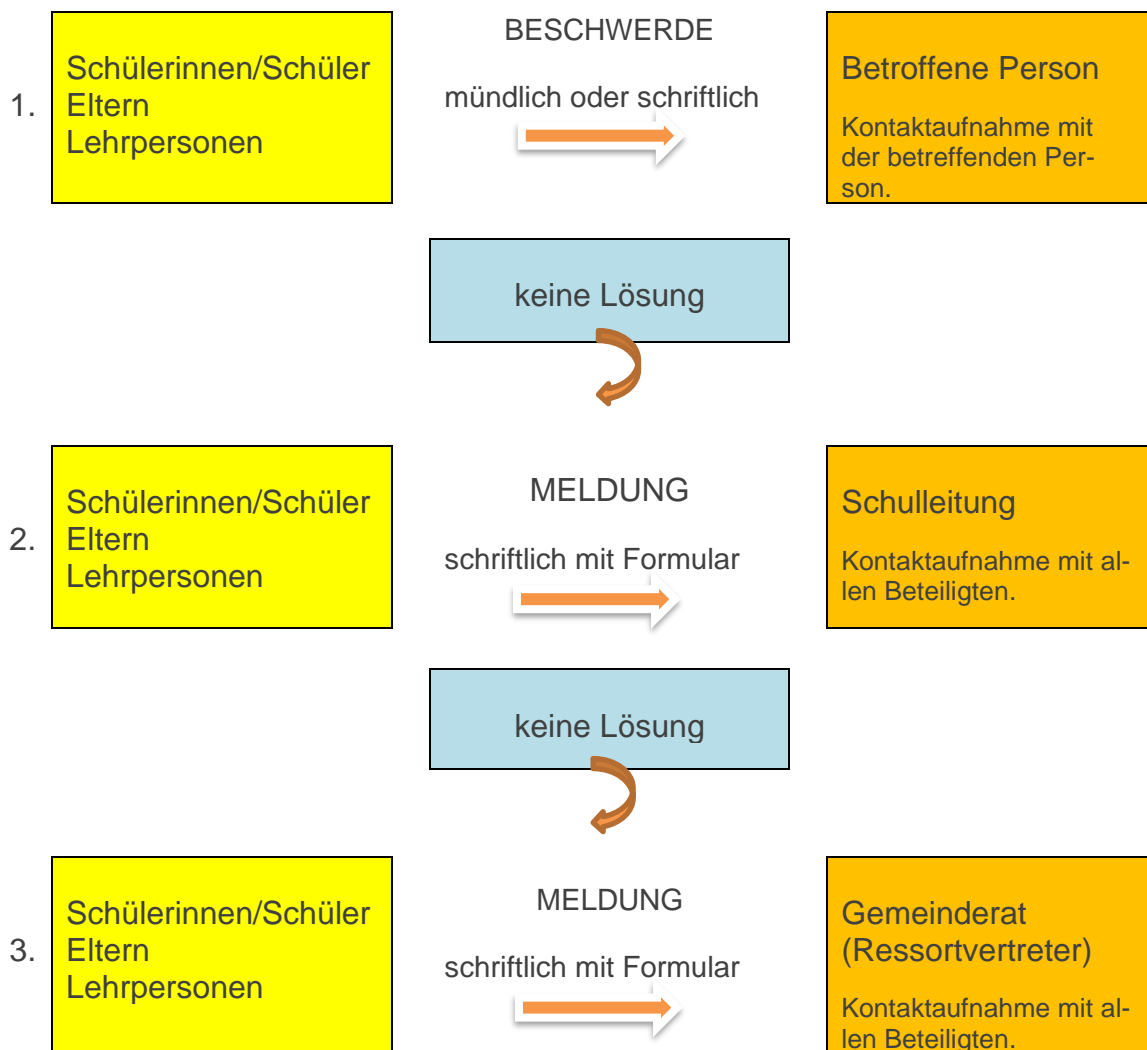 1.
Schülerinnen/Schüler
Eltern
Lehrpersonen
BESCHWERDE
mündlich oder schriftlich
Betroffene Person
Kontaktaufnahme mit
der betreffenden Per-
son.
keine Lösung
2.
Schülerinnen/Schüler
Eltern
Lehrpersonen
MELDUNG
schriftlich mit Formular
Schulleitung
Kontaktaufnahme mit al-
len Beteiligten.
keine Lösung
3.
Schülerinnen/Schüler
Eltern
Lehrpersonen
MELDUNG
schriftlich mit Formular
Gemeinderat
(Ressortvertreter)
Kontaktaufnahme mit al-
len Beteiligten.